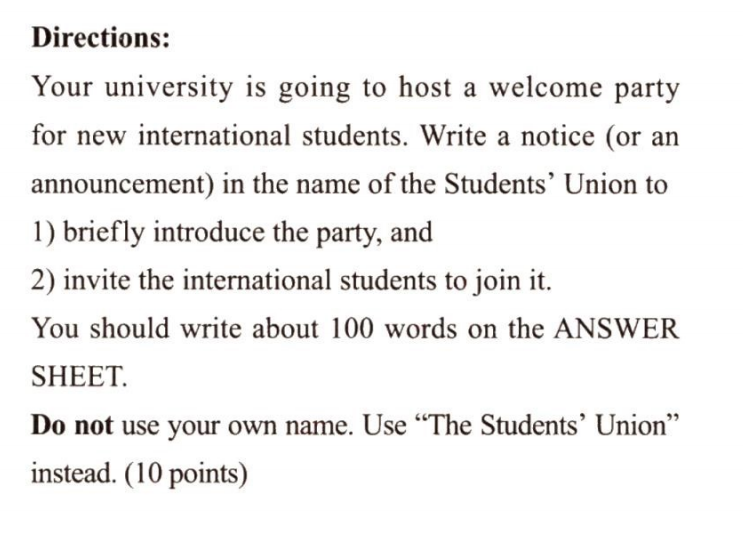 Directions:
Your university is going to host a welcome party
for new international students. Write a notice (or an
announcement) in the name of the Students’ Union to
1) briefly introduce the party, and
2) invite the international students to join it.
You should write about 100 words on the ANSWER
SHEET.
Do not use your own name. Use “The Students’ Union”
instead. (10 points)